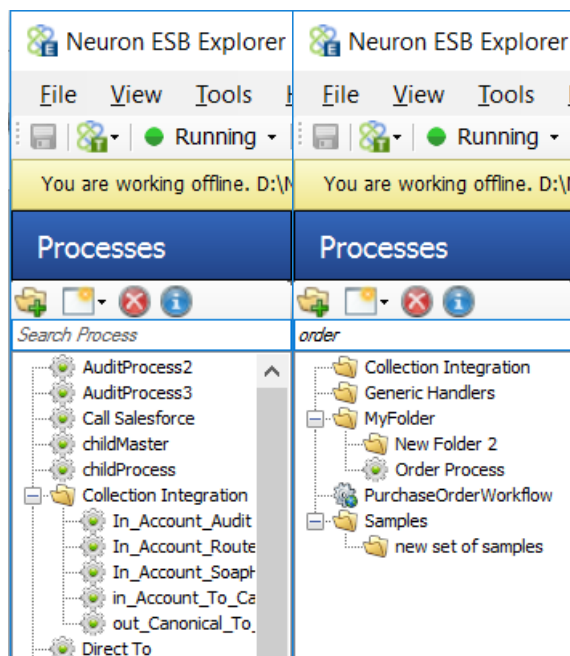 Neuron ESB Explorer
File View Tools
Running
You are working offline. D:\
Processes
Search Process
AuditProcess2
AuditProcess3
Call Salesforce
childMaster
childProcess
Collection Integration
In_Account_Audit
In_Account_Route
In_Account_Soap
in_Account_To_Ca
out_Canonical_To_
Direct To
Neuron ESB Explorer
File View Tools
Running
You are working offline. D:\
Processes
order
Collection Integration
Generic Handlers
MyFolder
New Folder 2
Order Process
PurchaseOrderWorkflow
Samples
new set of samples